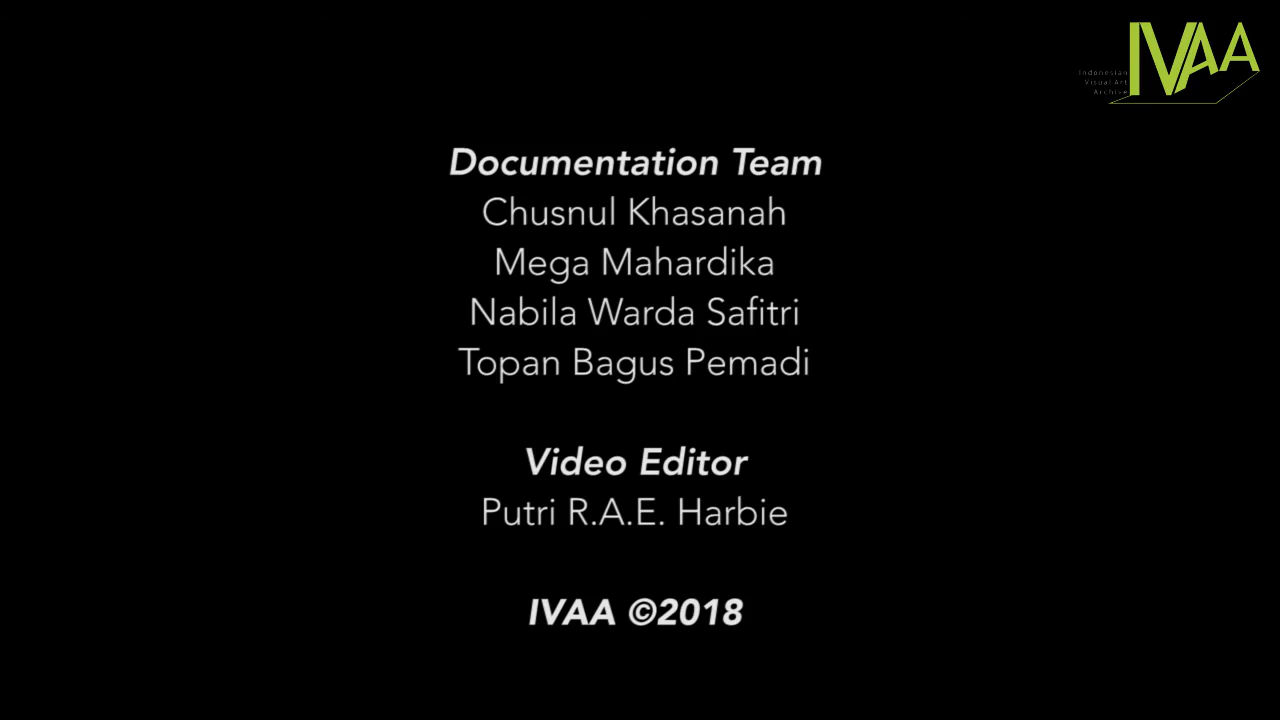 IVAA
Indonesian
Visual Art
Archive
Documentation Team
Chusnul Khasanah
Mega Mahardika
Nabila Warda Safitri
Topan Bagus Pemadi
Video Editor
Putri R.A.E. Harbie
IVAA ©2018